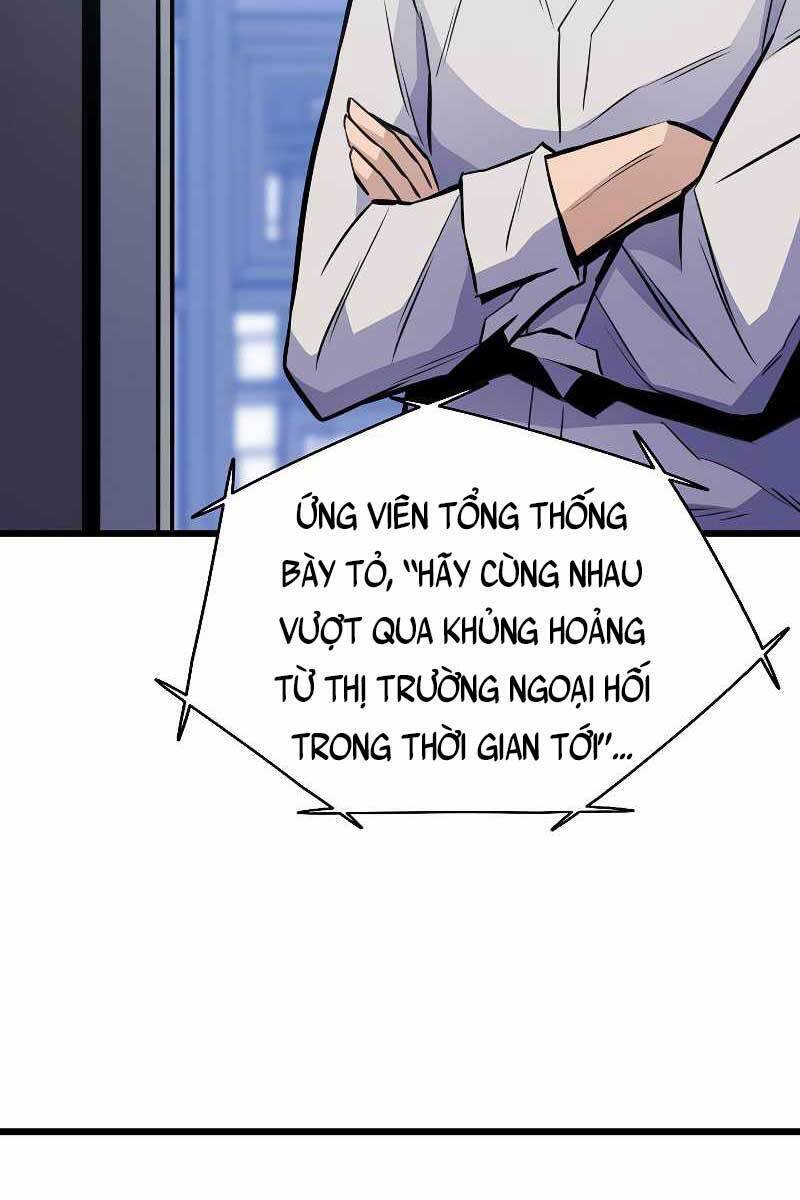 ỨNG VIÊN TỔNG THỐNG
BÀY TỎ, “HÃY CÙNG NHAU
VƯỢT QUA KHỦNG HOẢNG
TỪ THỊ TRƯỜNG NGOẠI HỐI
TRONG THỜI GIAN TỚI”...